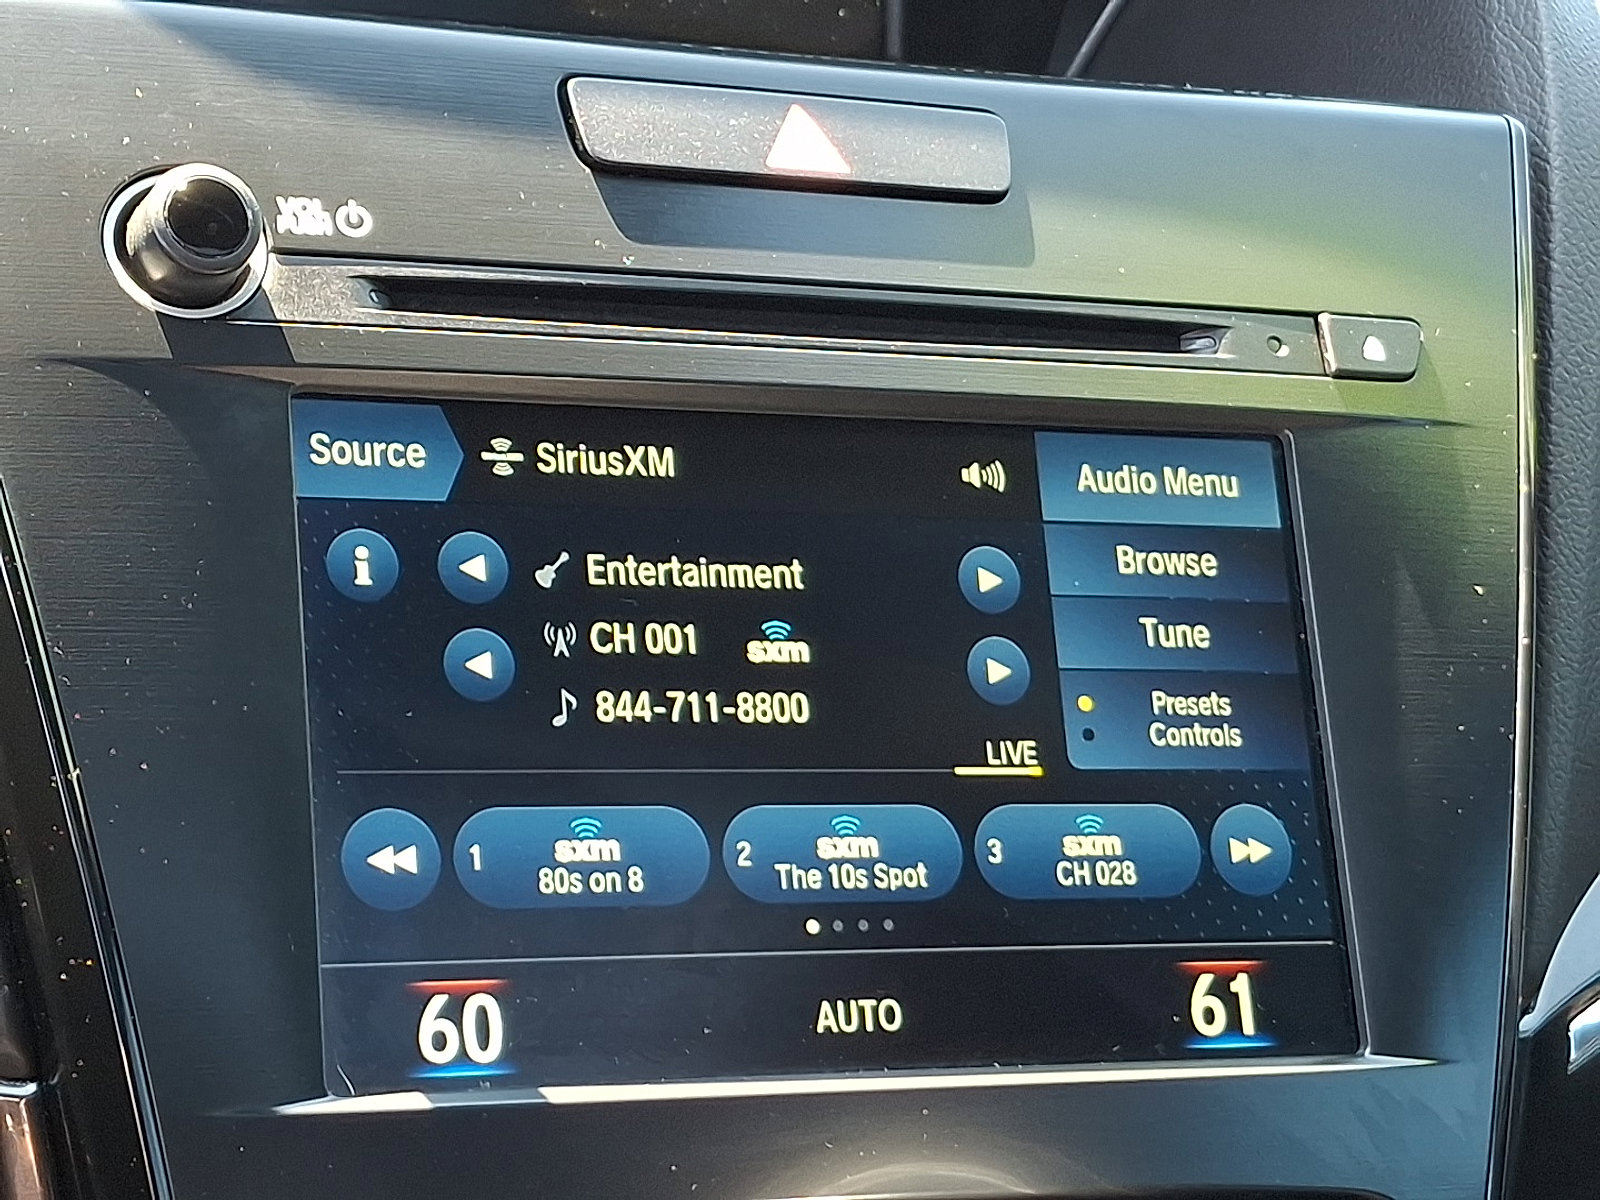 VOL
PUSH
Source
SiriusXM
Audio Menu
i
Entertainment
Browse
CH 001
sxm
Tune
844-711-8800
Presets
Controls
LIVE
1
sxm
80s on 8
2
sxm
The 10s Spot
3
sxm
CH 028
60
AUTO
61